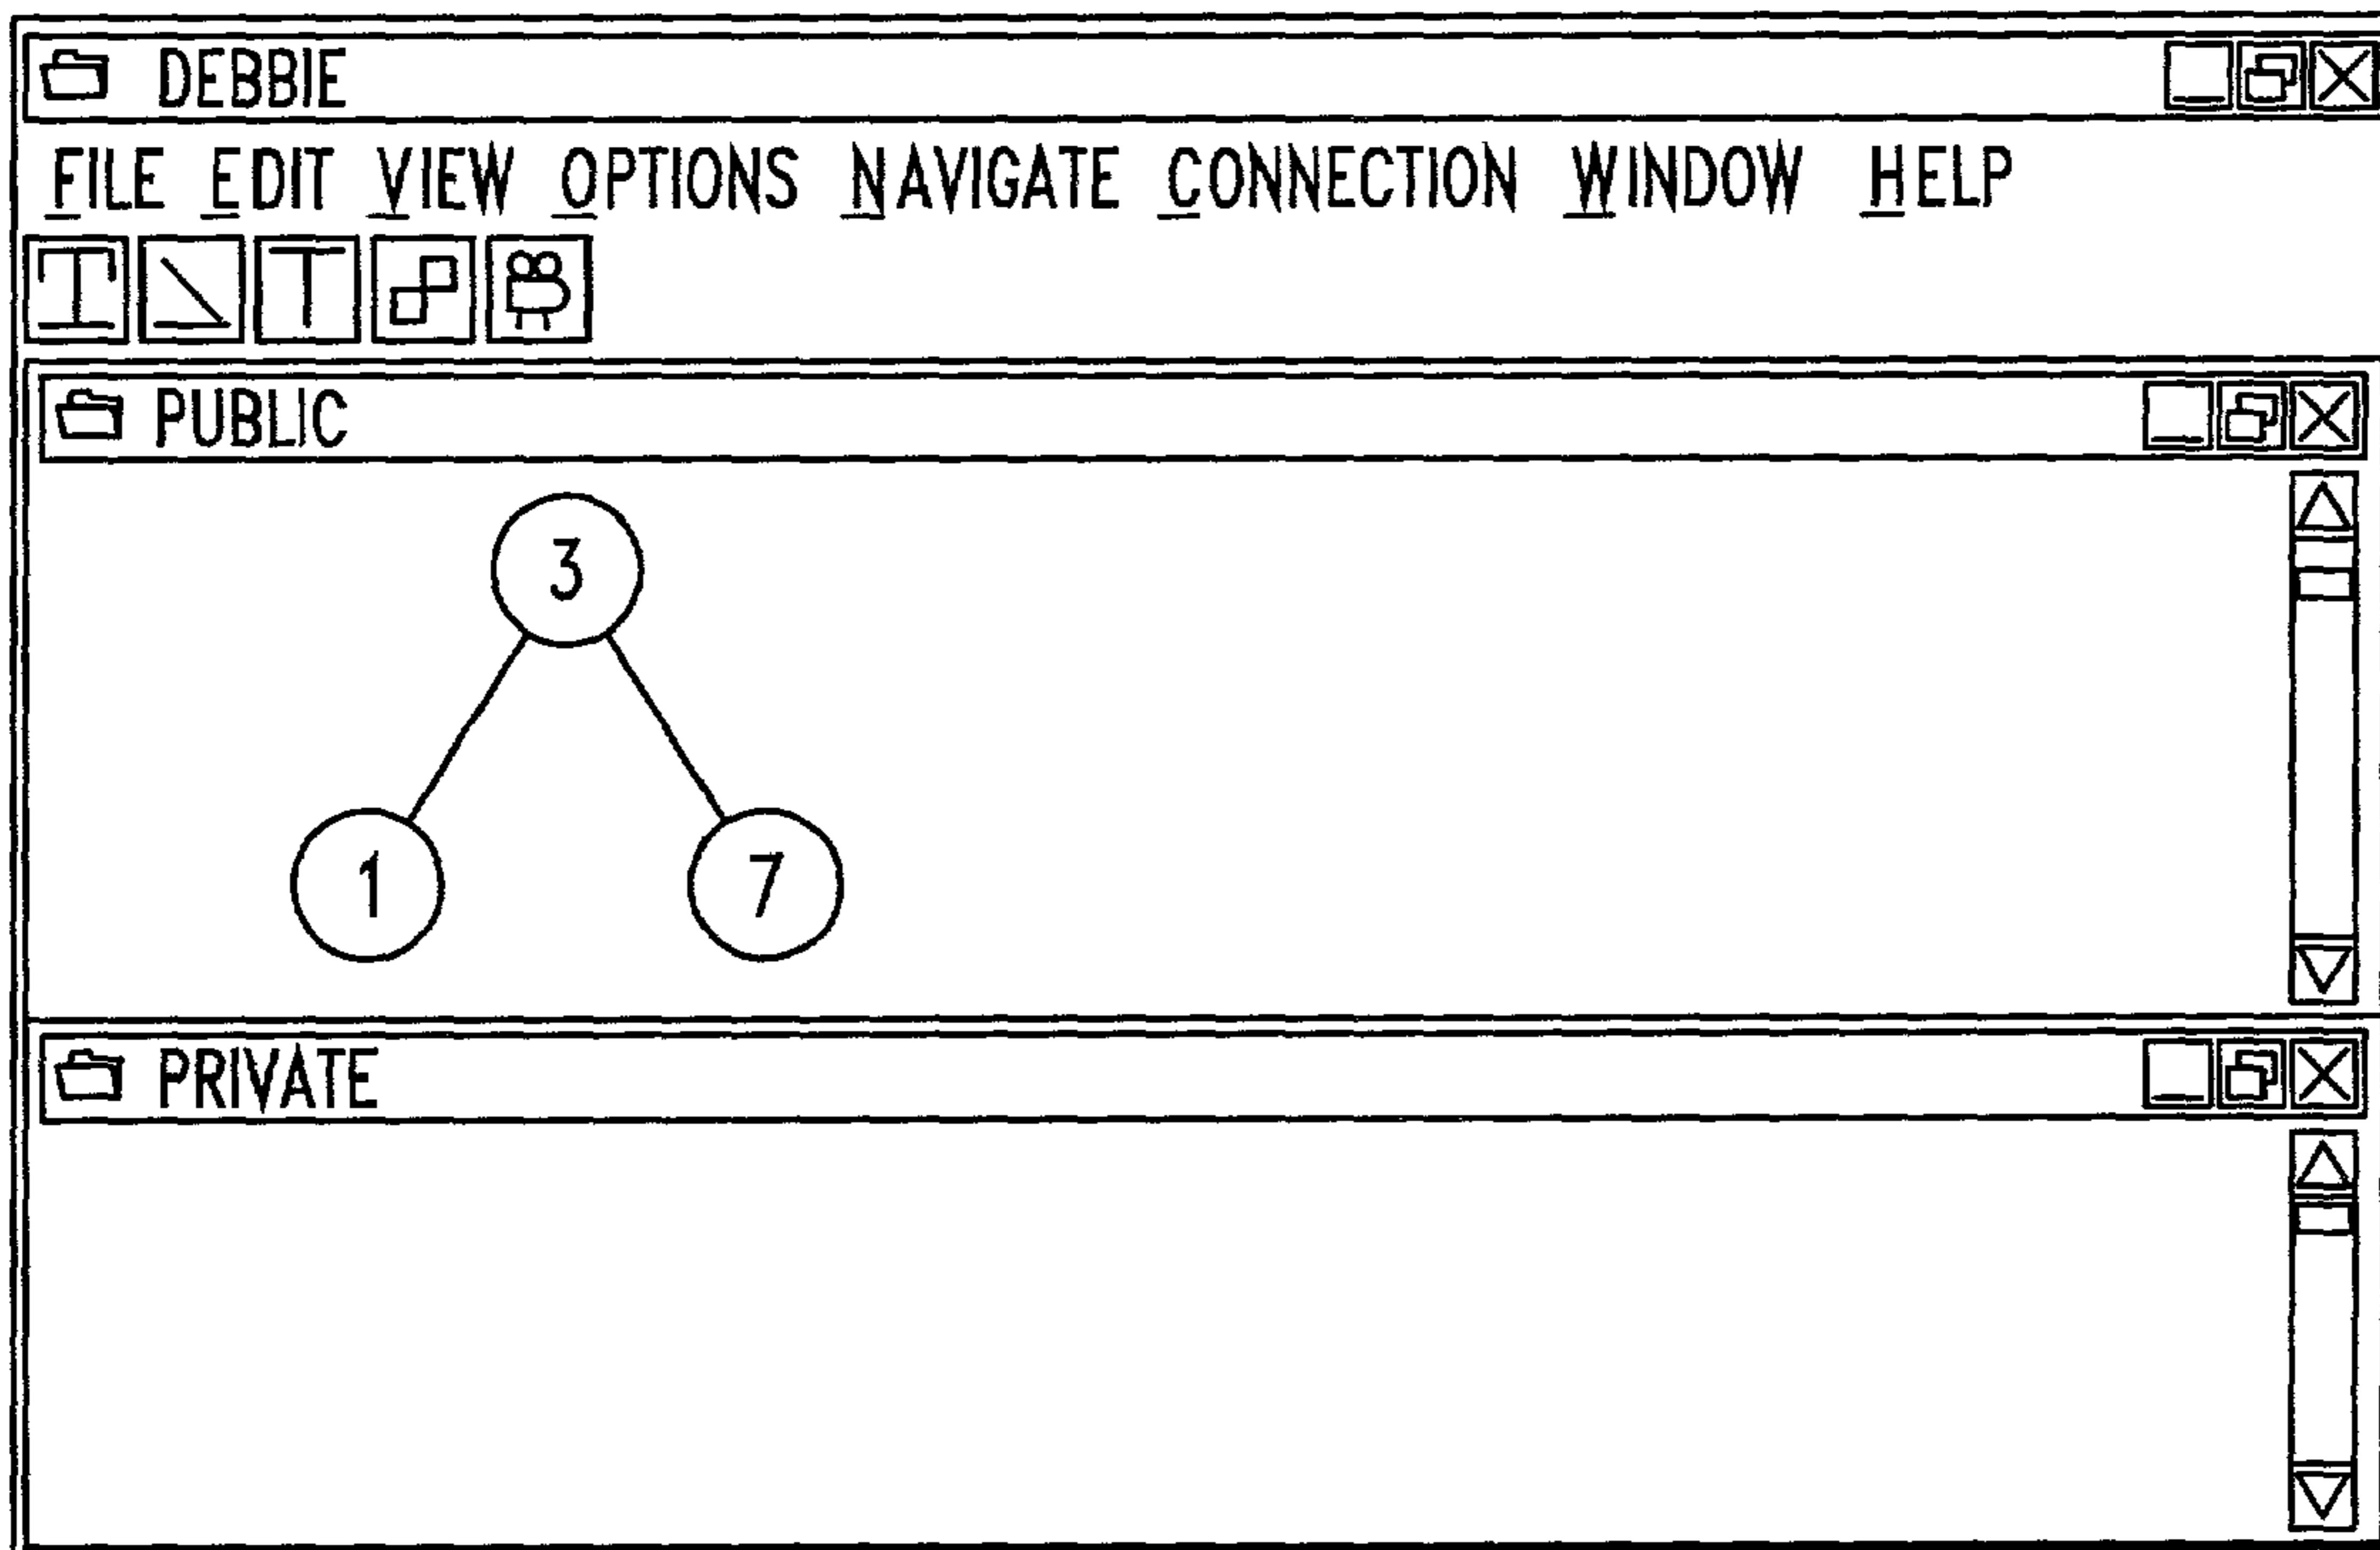 DEBBIE
FILE EDIT VIEW OPTIONS NAVIGATE CONNECTION WINDOW HELP
T T
PUBLIC
3
1 7
PRIVATE